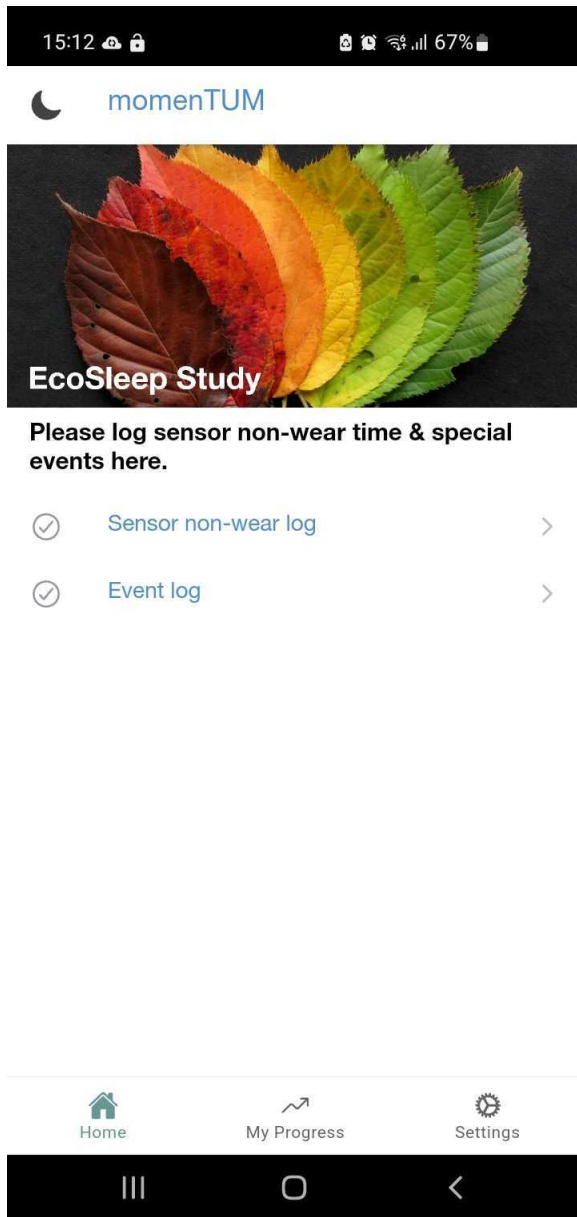 15:12 67%
momenTUM
EcoSleep Study
Please log sensor non-wear time & special
events here.
Sensor non-wear log
Event log
Home My Progress Settings